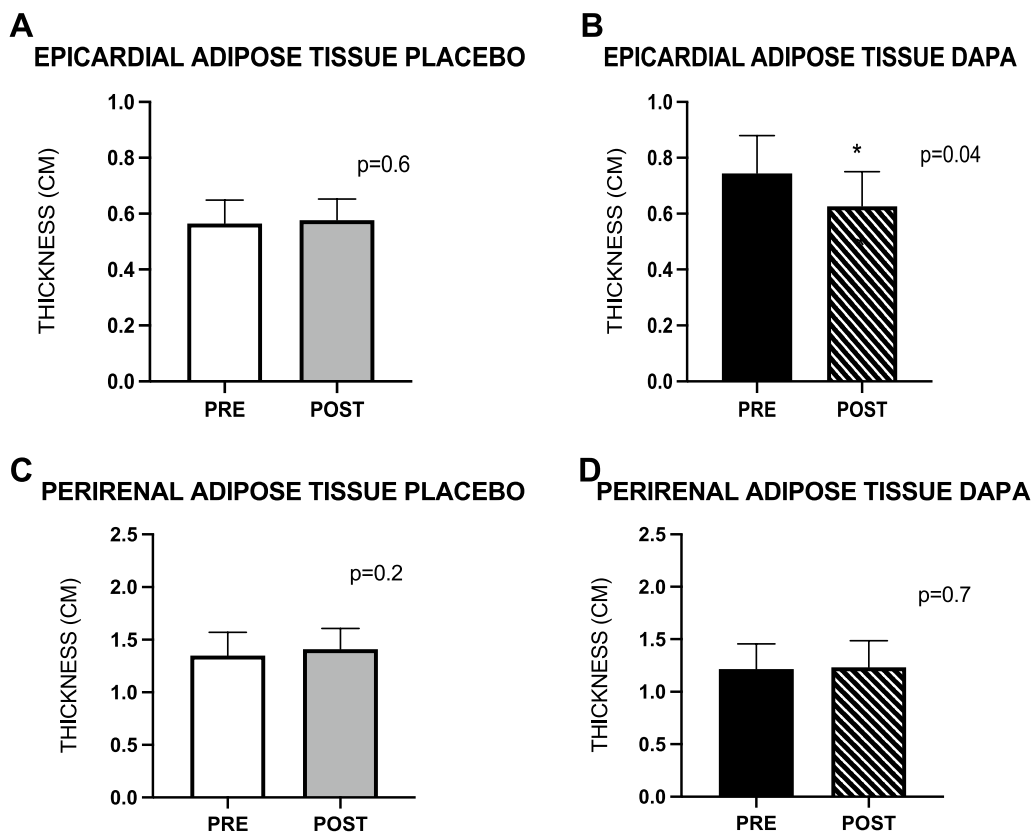 A
EPICARDIAL ADIPOSE TISSUE PLACEBO
THICKNESS (CM)
1.0
0.8
0.6
0.4
0.2
0.0
p=0.6
PRE POST
B
EPICARDIAL ADIPOSE TISSUE DAPA
THICKNESS (CM)
1.0
0.8
0.6
0.4
0.2
0.0
*
p=0.04
*
PRE POST
C
PERIRENAL ADIPOSE TISSUE PLACEBO
THICKNESS (CM)
2.5
2.0
1.5
1.0
0.5
0.0
p=0.2
PRE POST
D
PERIRENAL ADIPOSE TISSUE DAPA
THICKNESS (CM)
2.5
2.0
1.5
1.0
0.5
0.0
p=0.7
PRE POST